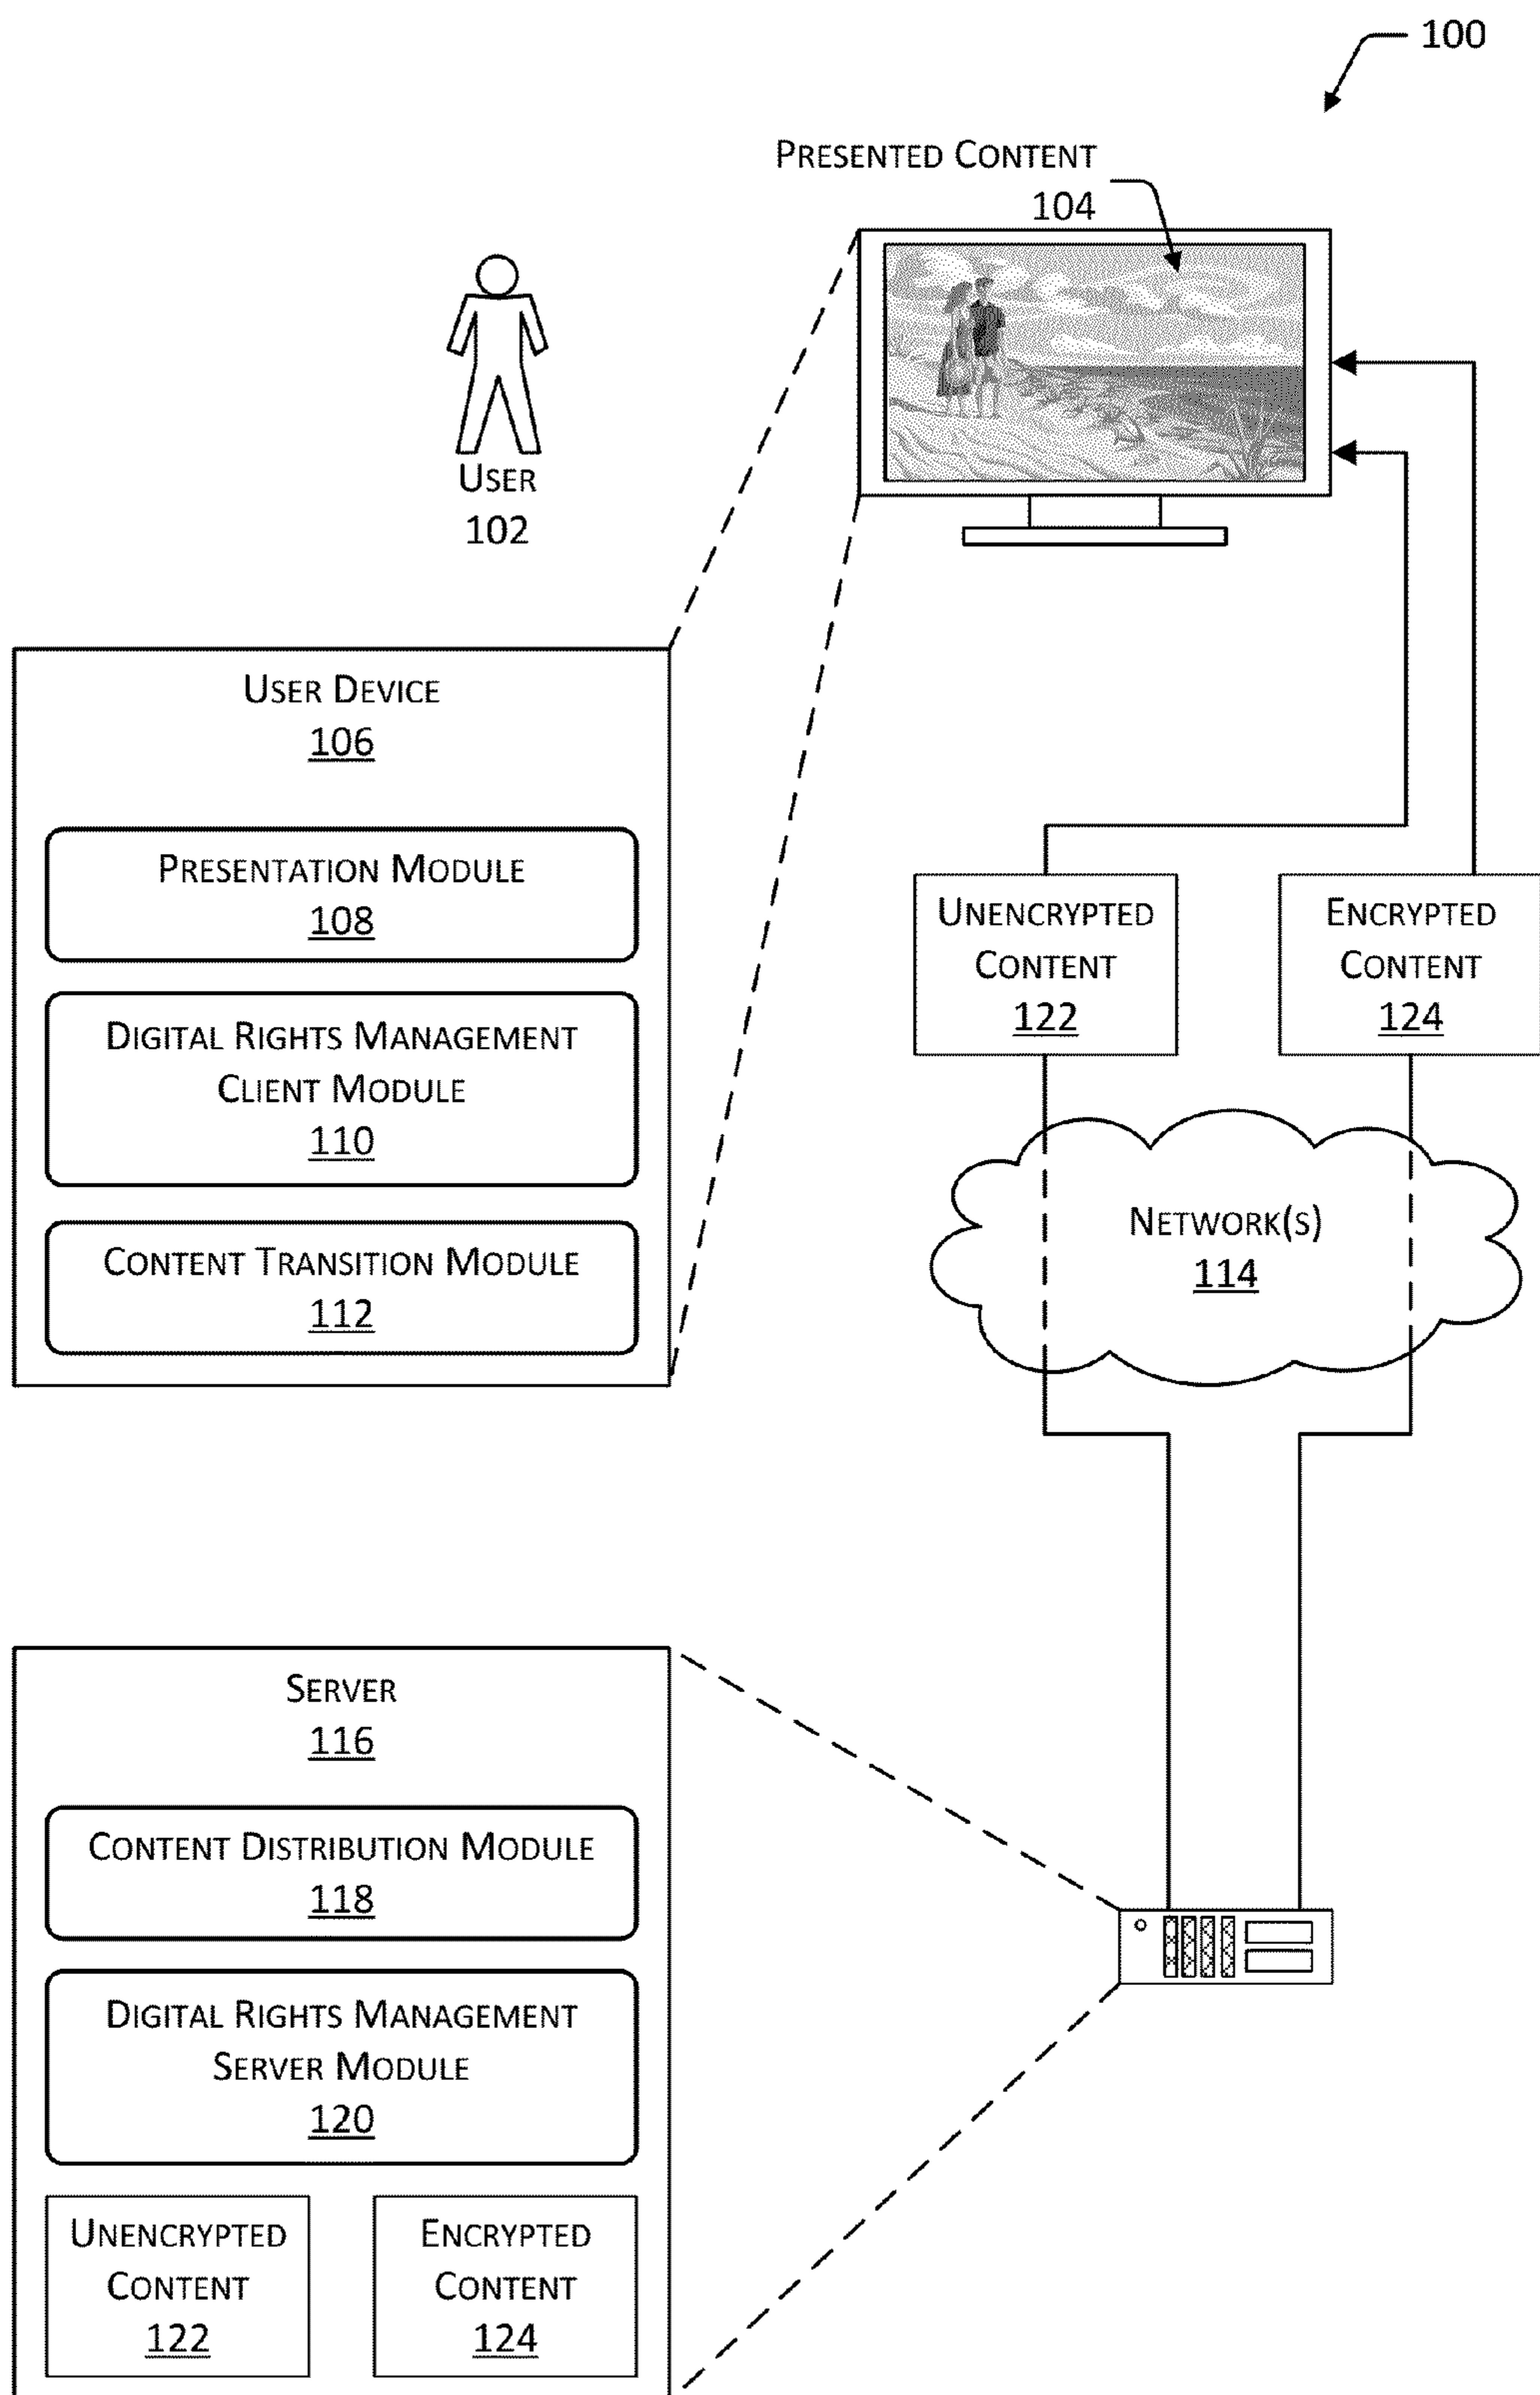 100
PRESENTED CONTENT
104
USER
102
USER DEVICE
106
PRESENTATION MODULE
108
DIGITAL RIGHTS MANAGEMENT
CLIENT MODULE
110
CONTENT TRANSITION MODULE
112
UNENCRYPTED
CONTENT
122
ENCRYPTED
CONTENT
124
NETWORK(S)
114
SERVER
116
CONTENT DISTRIBUTION MODULE
118
DIGITAL RIGHTS MANAGEMENT
SERVER MODULE
120
UNENCRYPTED
CONTENT
122
ENCRYPTED
CONTENT
124